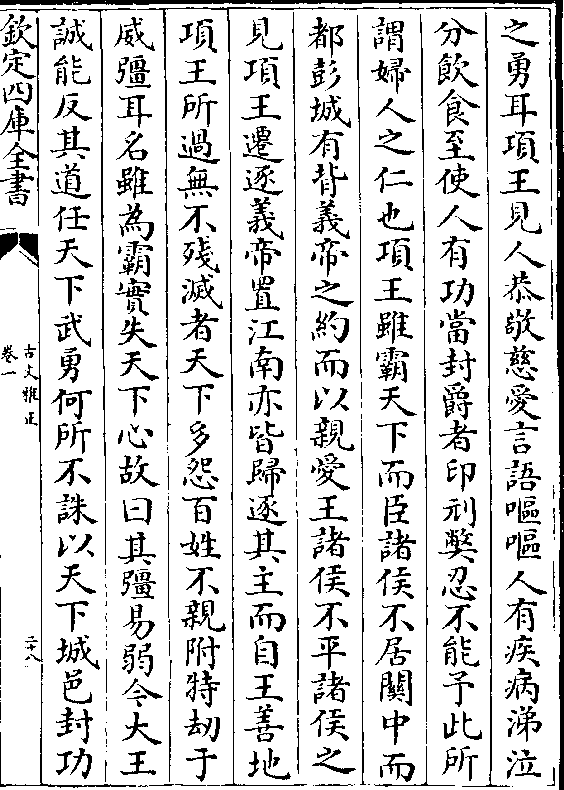 之勇耳項王見人恭敬慈愛言語嘔嘔人有疾病涕泣
分飲食至使人有功當封爵者印刓獘忍不能予此所
謂婦人之仁也項王雖霸天下而臣諸侯不居關中而
都彭城有背義帝之約而以親愛王諸侯不平諸侯之
見項王遷逐義帝置江南亦皆歸逐其主而自王善地
項王所過無不殘滅者天下多怨百姓不親附特劫于
威彊耳名雖為霸實失天下心故曰其彊易弱今大王
誠能反其道任天下武勇何所不誅以天下城邑封功
欽定四庫全書
古文雅正
卷一
二十八